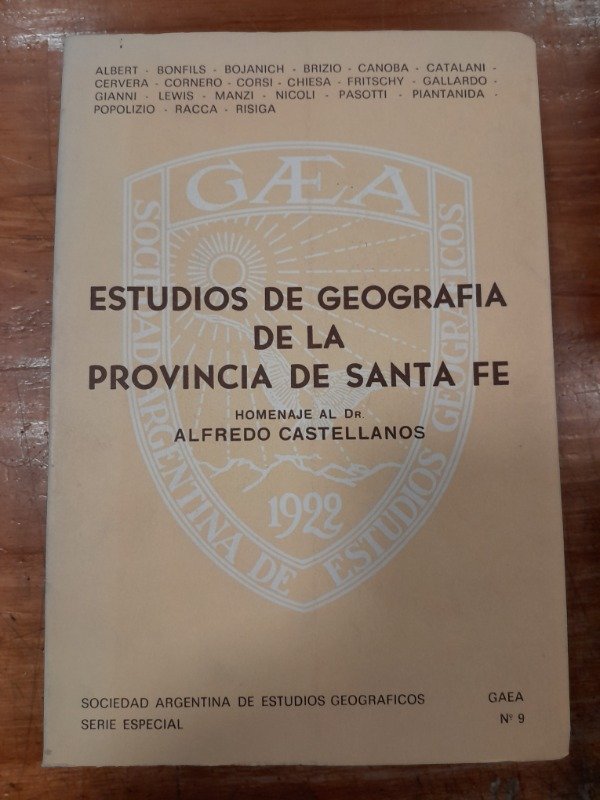 ALBERT - BONFILS - BOJANICH - BRIZIO - CANOBA - CATALANI -
CERVERA - CORNERO - CORSI - CHIESA - FRITSCHY - GALLARDO -
GIANNI - LEWIS - MANZI - NICOLI - PASOTTI - PIANTANIDA -
POPOLIZIO - RACCA - RISIGA
GÆA
SOCIEDAD ARGENTINA DE ESTUDIOS GEOGRAFICOS
ESTUDIOS DE GEOGRAFIA
DE LA
PROVINCIA DE SANTA FE
HOMENAJE AL DR.
ALFREDO CASTELLANOS
1922
SOCIEDAD ARGENTINA DE ESTUDIOS GEOGRAFICOS GAEA
SERIE ESPECIAL Nº 9